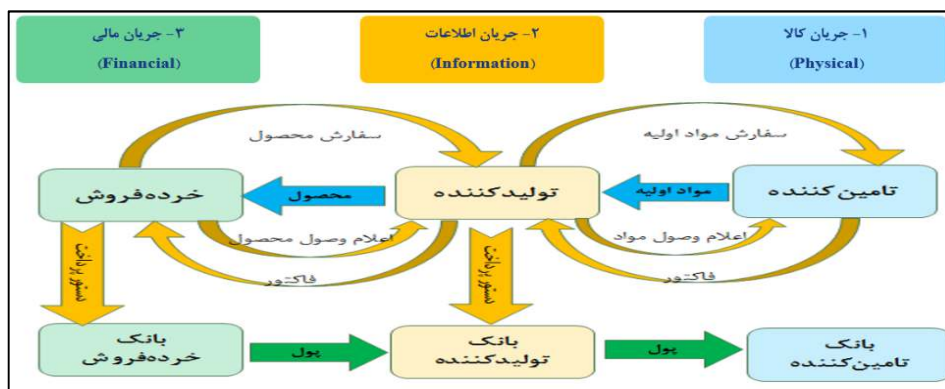 ۱- جریان کالا
(Physical)
۲- جریان اطلاعات
(Information)
۳- جریان مالی
(Financial)
سفارش مواد اولیه
سفارش محصول
تامین‌کننده
مواد اولیه
تولیدکننده
محصول
خرده‌فروش
اعلام وصول مواد
اعلام وصول محصول
فاکتور
فاکتور
دستور پرداخت
دستور پرداخت
بانک
خرده‌فروش
پول
بانک
تولیدکننده
پول
بانک
تامین‌کننده